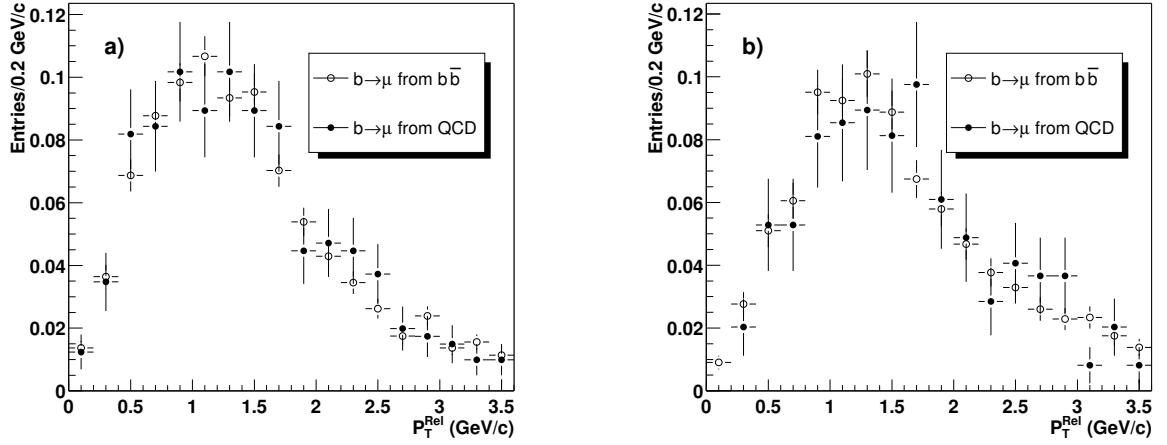 Entries/0.2 GeV/c
0.12
0.1
0.08
0.06
0.04
0.02
0
a)
b→μ from bb̅
b→μ from QCD
0 0.5 1 1.5 2 2.5 3 3.5
P_T^Rel (GeV/c)
Entries/0.2 GeV/c
0.12
0.1
0.08
0.06
0.04
0.02
0
b)
b→μ from bb̅
b→μ from QCD
0 0.5 1 1.5 2 2.5 3 3.5
P_T^Rel (GeV/c)